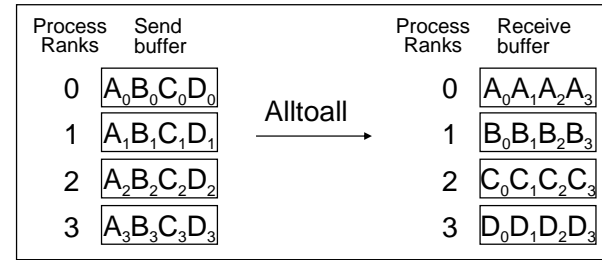 Process Send Process Receive
Ranks buffer Ranks buffer
0 A₀B₀C₀D₀ 0 A₀A₁A₂A₃
Alltoall
1 A₁B₁C₁D₁ 1 B₀B₁B₂B₃
2 A₂B₂C₂D₂ 2 C₀C₁C₂C₃
3 A₃B₃C₃D₃ 3 D₀D₁D₂D₃